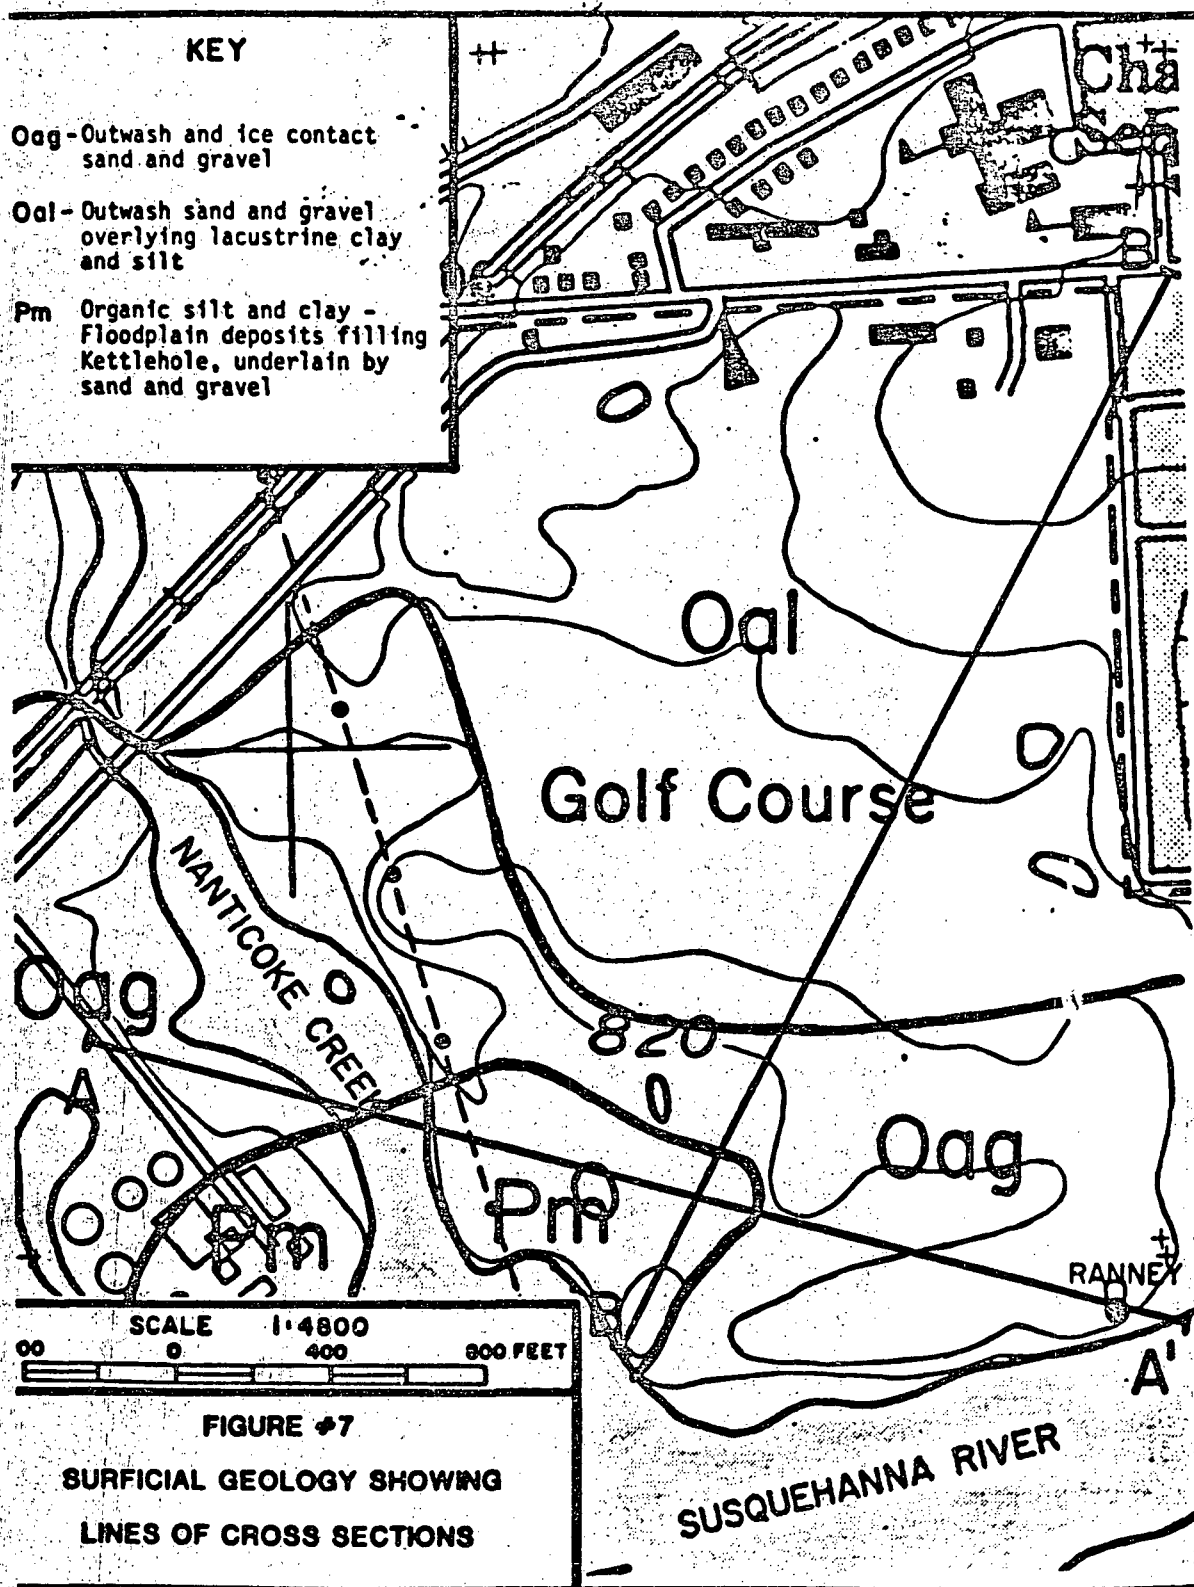 KEY
Oag-Outwash and ice contact
sand and gravel
Oal-Outwash sand and gravel
overlying lacustrine clay
and silt
Pm Organic silt and clay -
Floodplain deposits filling
Kettlehole, underlain by
sand and gravel
Cha
B
Oal
Golf Course
NANTICOKE CREEK
Oag
A
820
Oag
Pm
Pm
RANNEY
B
A'
SCALE 1:4800
00 0 400 800 FEET
FIGURE #7
SURFICIAL GEOLOGY SHOWING
LINES OF CROSS SECTIONS
SUSQUEHANNA RIVER